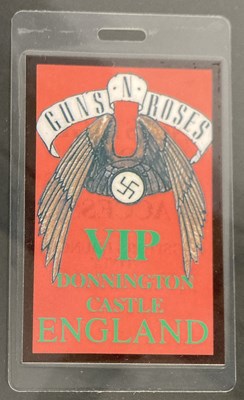 GUNS N' ROSES
VIP
DONNINGTON
CASTLE
ENGLAND